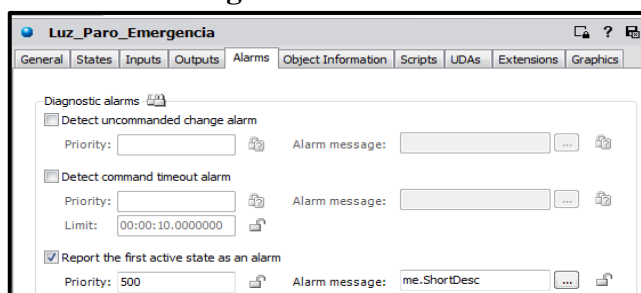 Luz_Paro_Emergencia ?
General States Inputs Outputs Alarms Object Information Scripts UDAs Extensions Graphics
Diagnostic alarms
Detect uncommanded change alarm
Priority: Alarm message: ...
Detect command timeout alarm
Priority: Alarm message: ...
Limit: 00:00:10.0000000
Report the first active state as an alarm
Priority: 500 Alarm message: me.ShortDesc ...